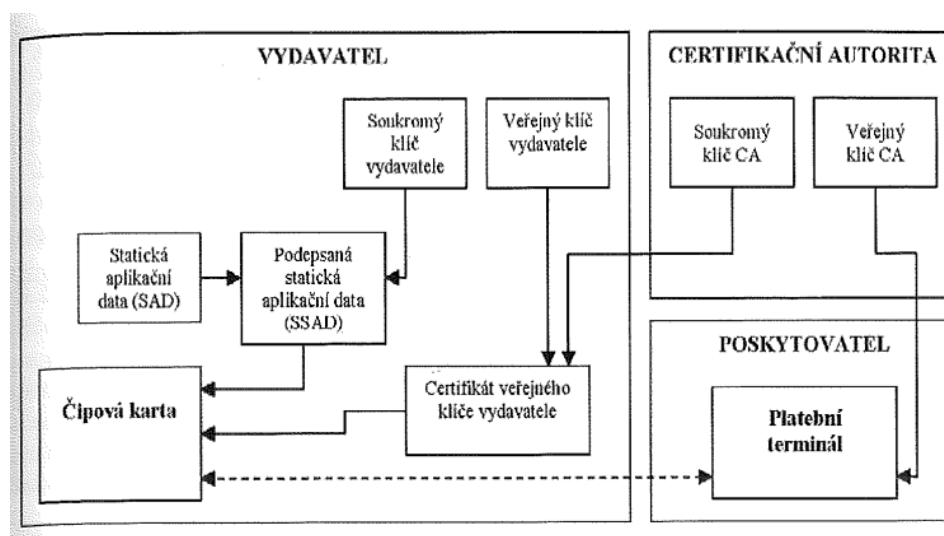 VYDAVATEL
Soukromý
klíč
vydavatele
Veřejný klíč
vydavatele
Statická
aplikační
data (SAD)
Podepsaná
statická
aplikační data
(SSAD)
Čipová karta
Certifikát veřejného
klíče vydavatele
CERTIFIKAČNÍ AUTORITA
Soukromý
klíč CA
Veřejný
klíč CA
POSKYTOVATEL
Platební
terminál